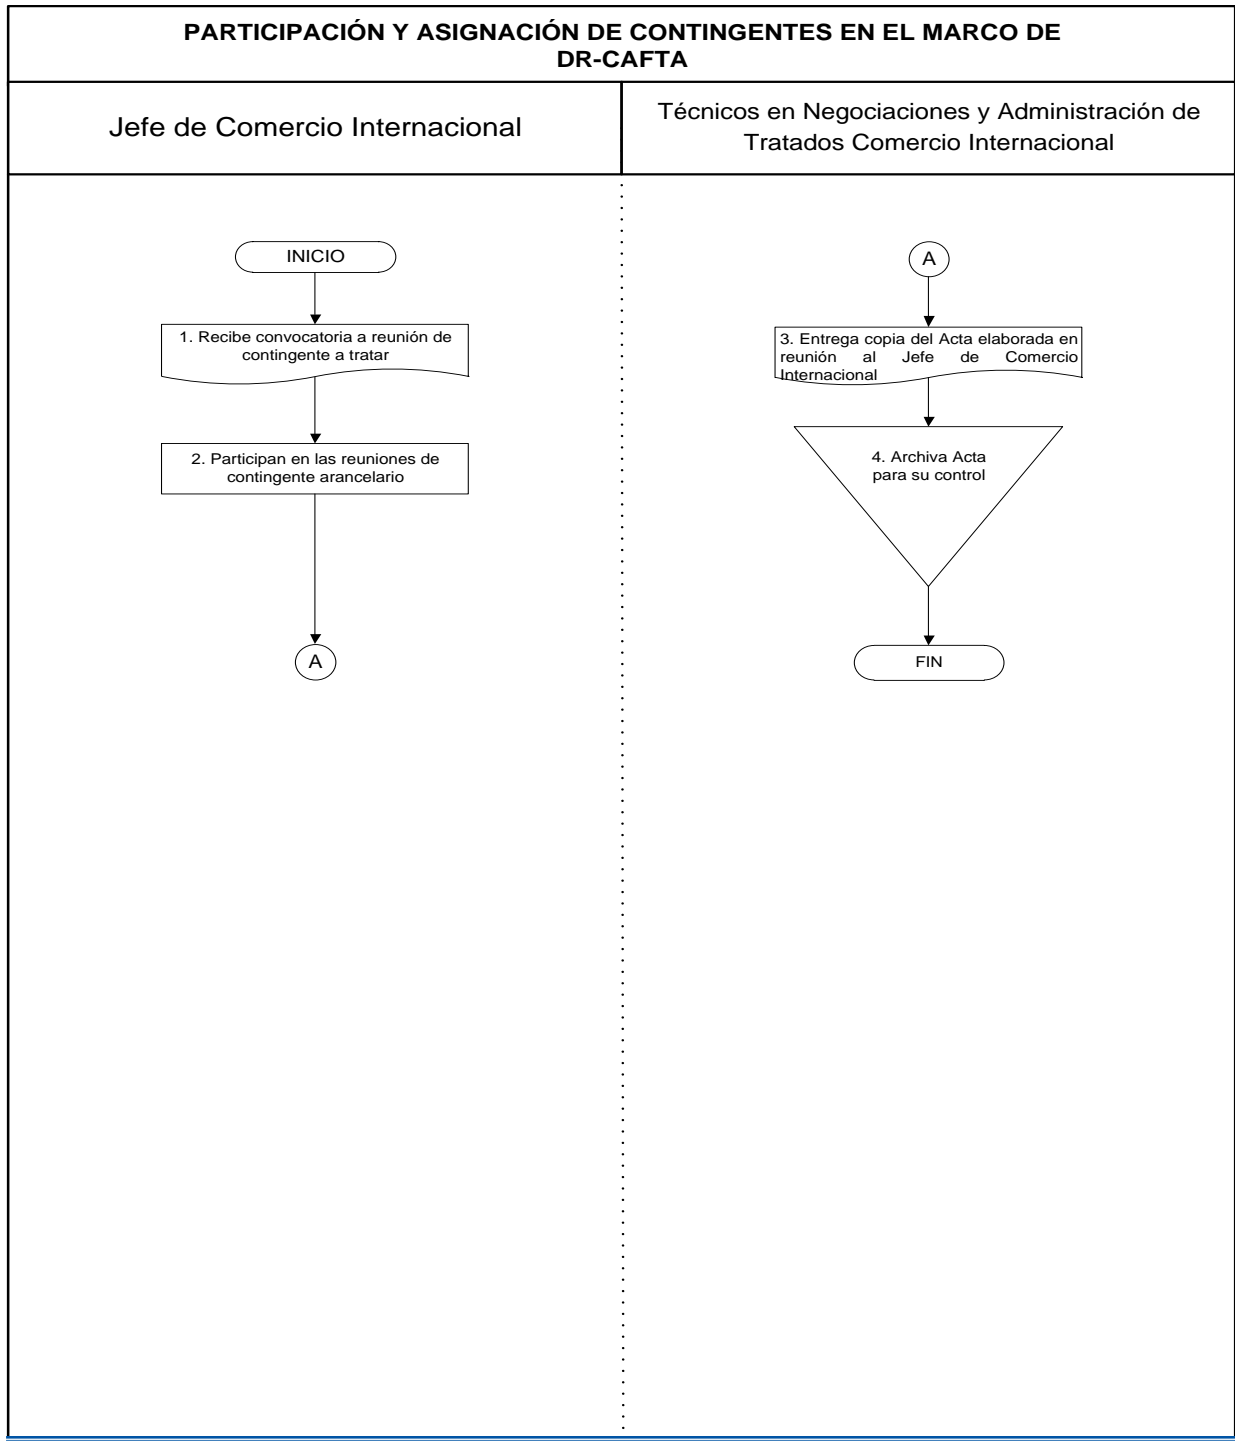 PARTICIPACIÓN Y ASIGNACIÓN DE CONTINGENTES EN EL MARCO DE
DR-CAFTA
Jefe de Comercio Internacional
Técnicos en Negociaciones y Administración de
Tratados Comercio Internacional
INICIO
1. Recibe convocatoria a reunión de
contingente a tratar
2. Participan en las reuniones de
contingente arancelario
A
A
3. Entrega copia del Acta elaborada en
reunión al Jefe de Comercio
Internacional
4. Archiva Acta
para su control
FIN